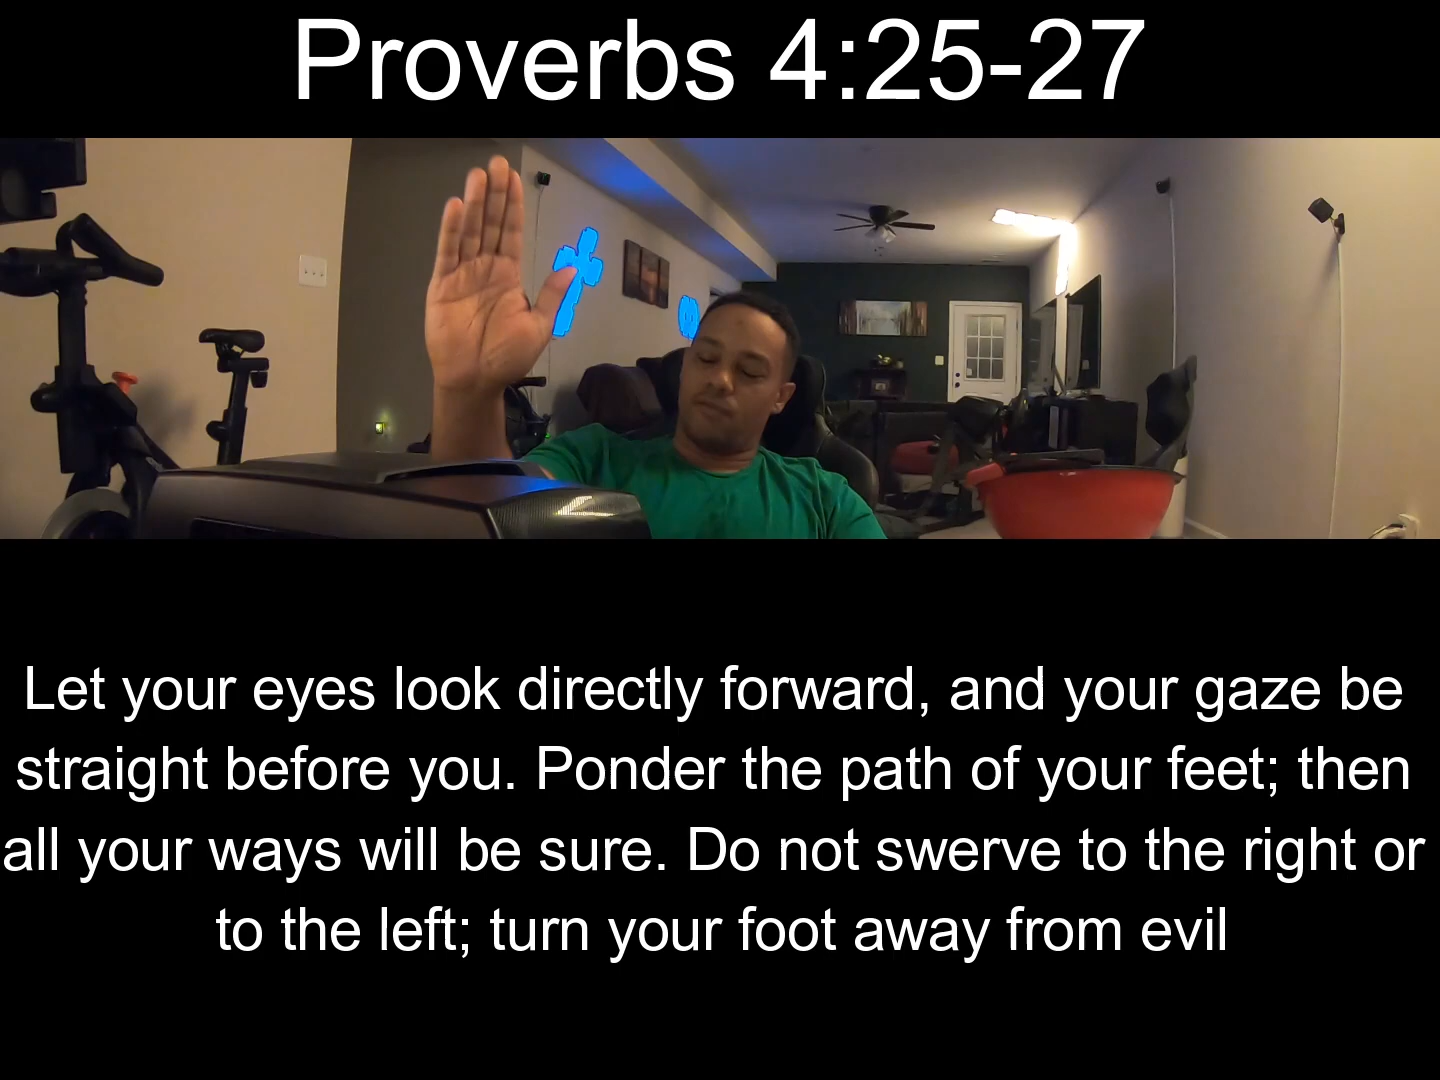 Proverbs 4:25-27
Let your eyes look directly forward, and your gaze be
straight before you. Ponder the path of your feet; then
all your ways will be sure. Do not swerve to the right or
to the left; turn your foot away from evil